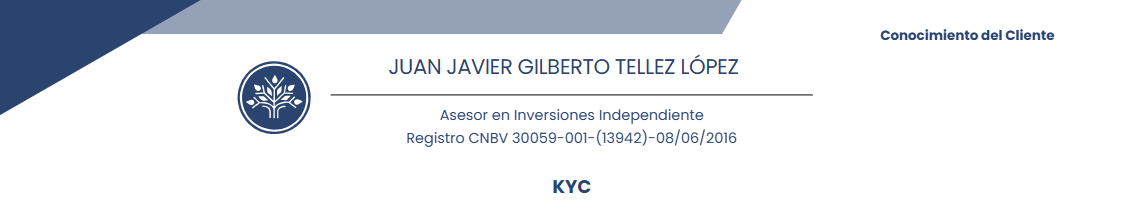 Conocimiento del Cliente
JUAN JAVIER GILBERTO TELLEZ LÓPEZ
Asesor en Inversiones Independiente
Registro CNBV 30059-001-(13942)-08/06/2016
KYC